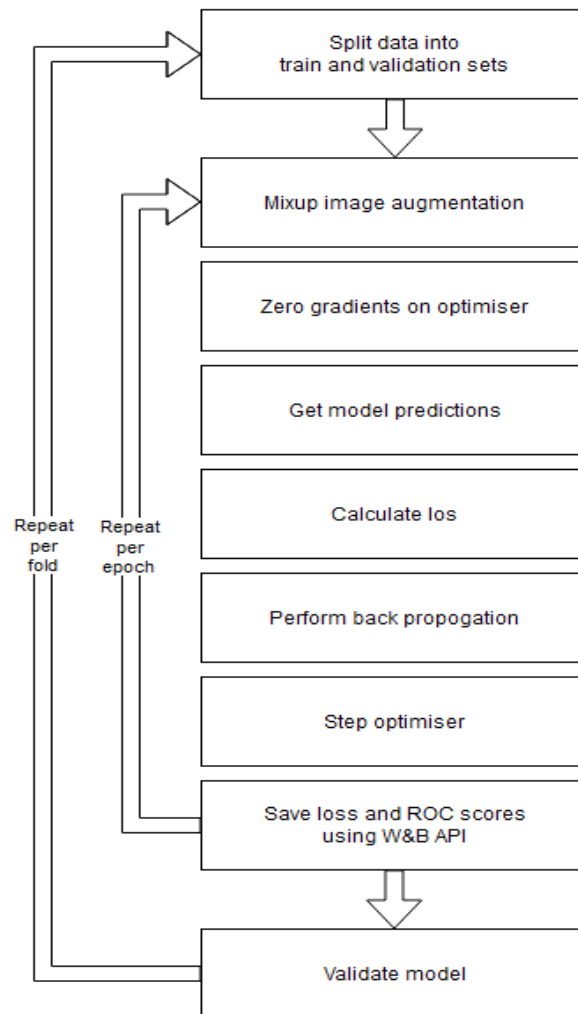 Split data into
train and validation sets
Mixup image augmentation
Zero gradients on optimiser
Get model predictions
Calculate los
Perform back propogation
Step optimiser
Save loss and ROC scores
using W&B API
Validate model
Repeat
per
fold
Repeat
per
epoch